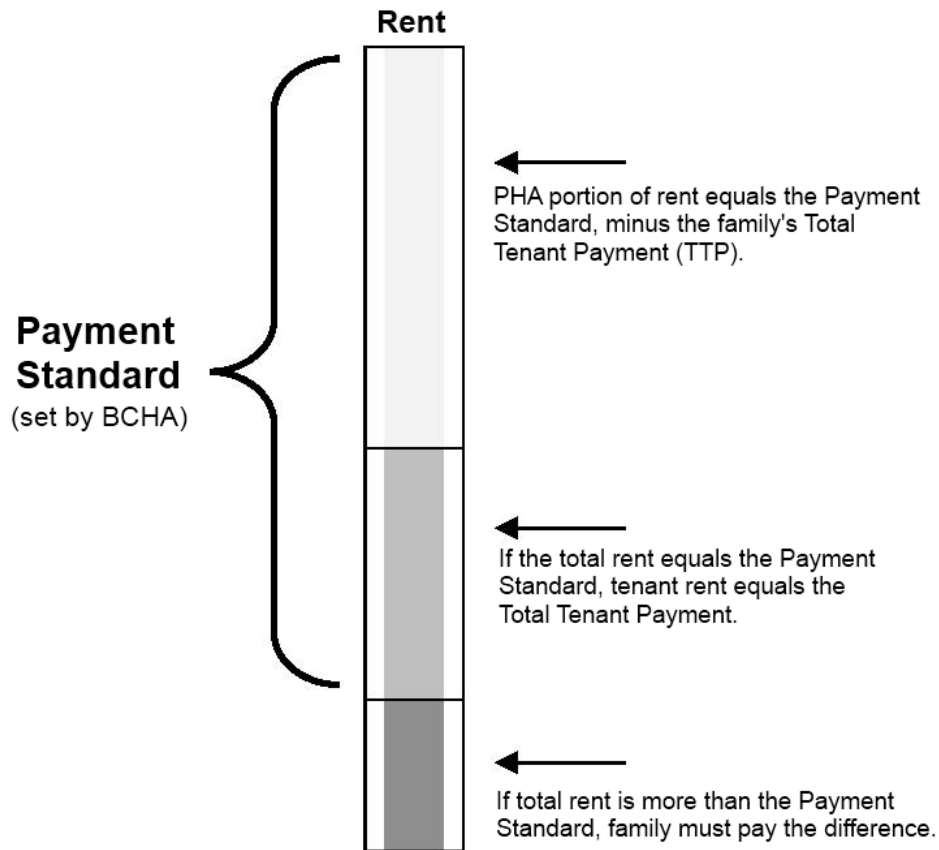 Rent
PHA portion of rent equals the Payment
Standard, minus the family's Total
Tenant Payment (TTP).
Payment
Standard
(set by BCHA)
If the total rent equals the Payment
Standard, tenant rent equals the
Total Tenant Payment.
If total rent is more than the Payment
Standard, family must pay the difference.